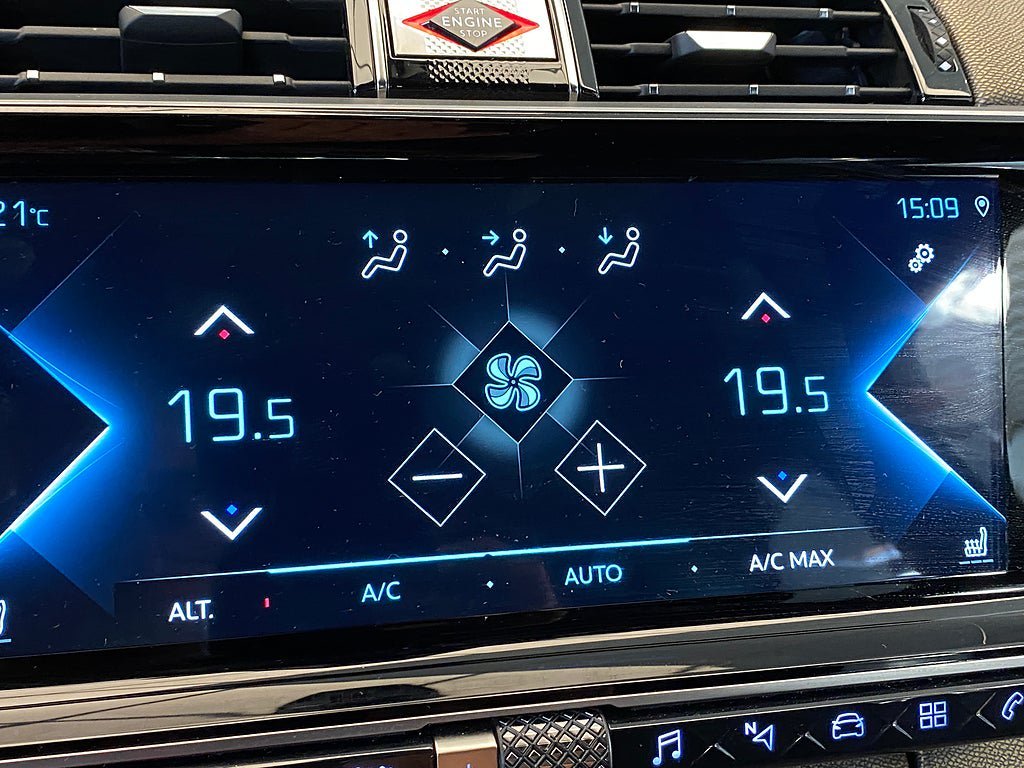 START
ENGINE
STOP
21°C
15:09
19.5
19.5
A/C MAX
AUTO
A/C
ALT.
N